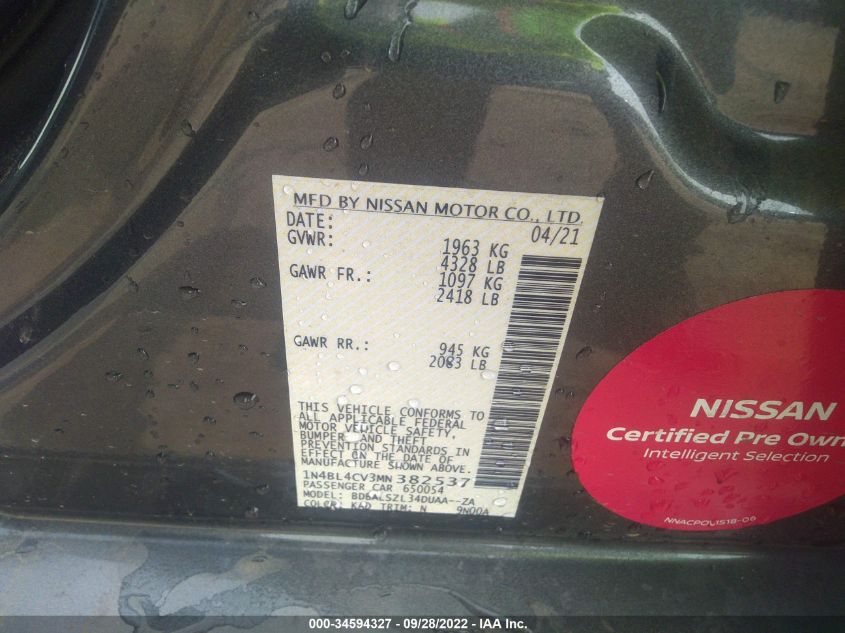 MFD BY NISSAN MOTOR CO., LTD.
DATE: 04/21
GVWR: 1963 KG
4328 LB
GAWR FR.: 1097 KG
2418 LB
GAWR RR.: 945 KG
2083 LB
THIS VEHICLE CONFORMS TO
ALL APPLICABLE FEDERAL
MOTOR VEHICLE SAFETY,
BUMPER, AND THEFT
PREVENTION STANDARDS IN
EFFECT ON THE DATE OF
MANUFACTURE SHOWN ABOVE.
1N4BL4CV3MN382537
PASSENGER CAR 650054
MODEL: BD6ALSZL34DUAA--ZA
COLOR: KAD TRIM: N 9N00A
NISSAN
Certified Pre Own
Intelligent Selection
NNACPOVIS18-06
000-34594327 - 09/28/2022 - IAA Inc.